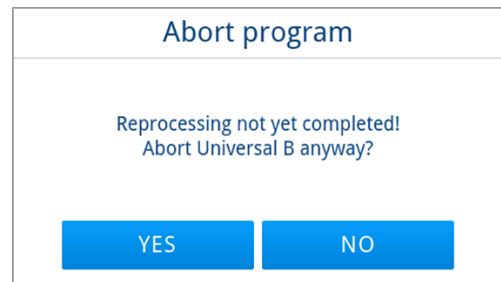 Abort program
Reprocessing not yet completed!
Abort Universal B anyway?
YES
NO